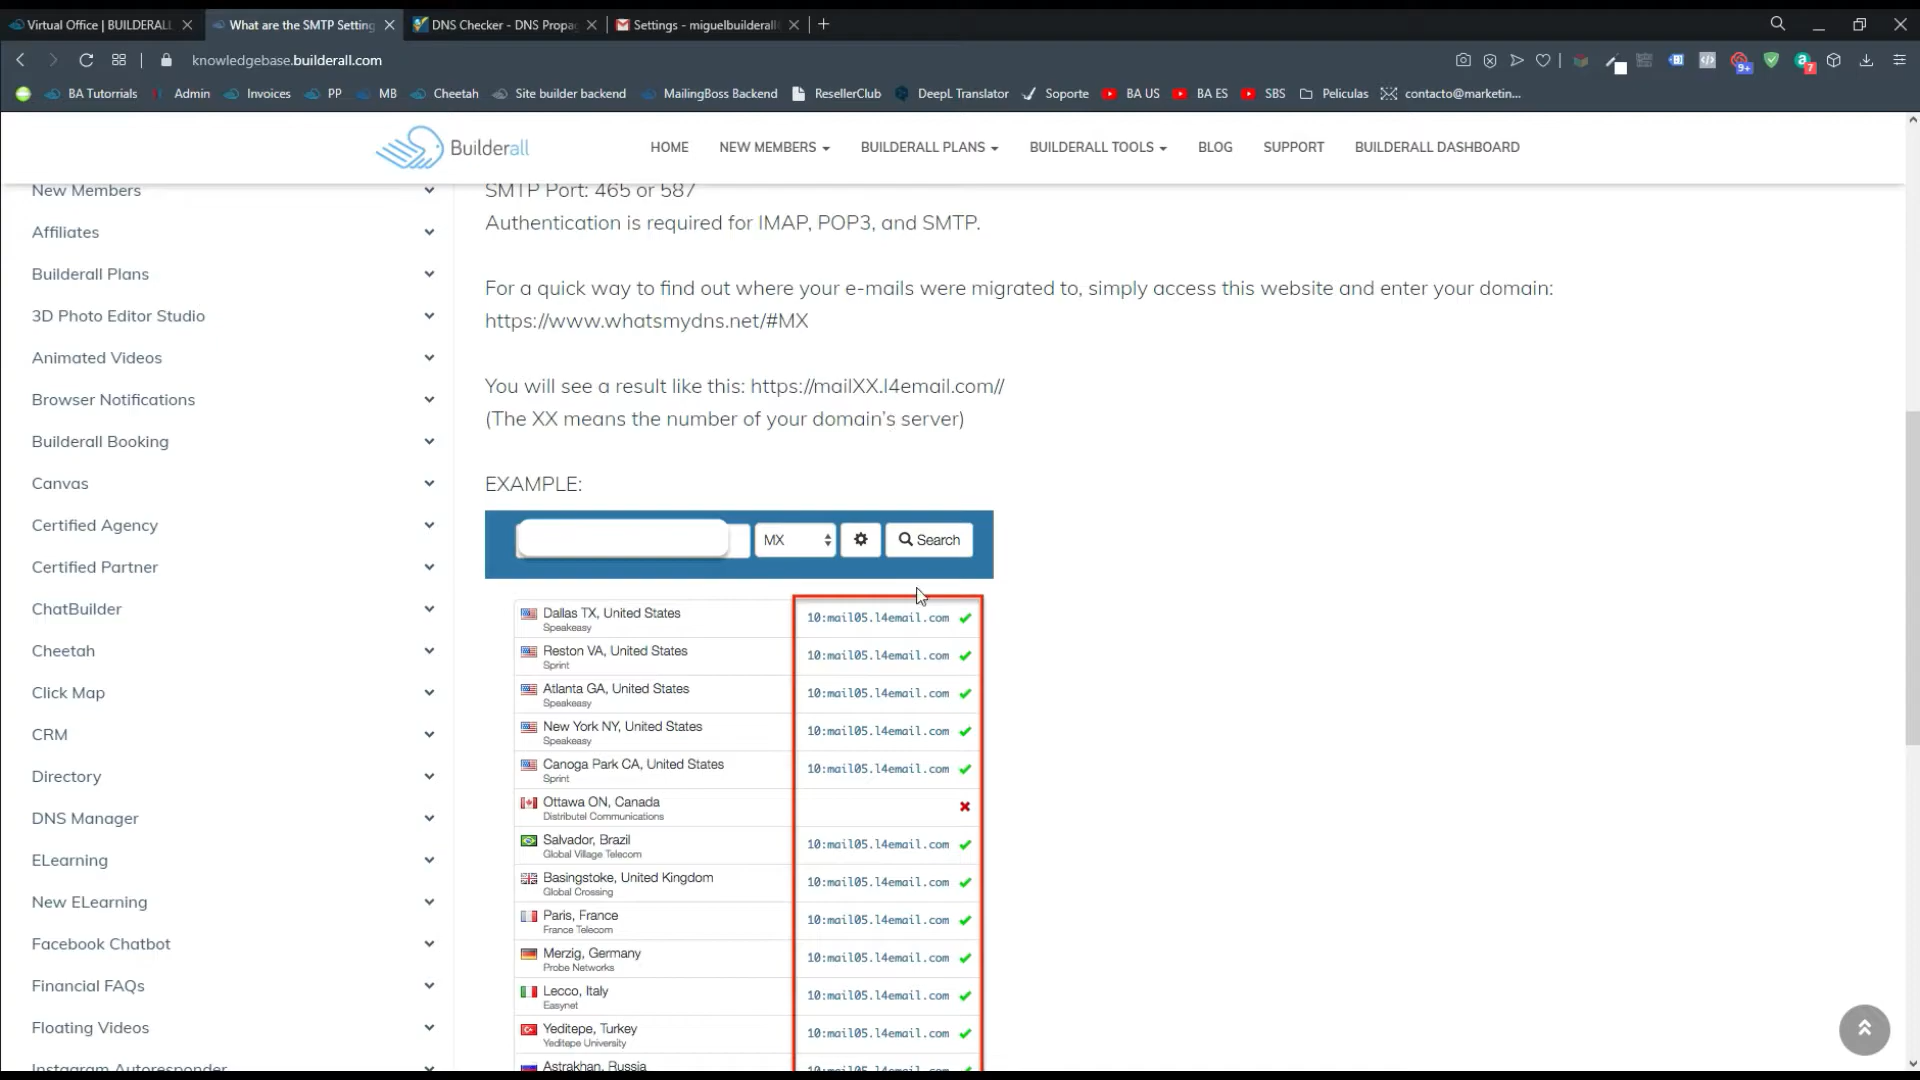 Virtual Office | BUILDERALL
What are the SMTP Setting
DNS Checker - DNS Propa
Settings - miguelbuilderall
knowledgebase.builderall.com
9+
7
BA Tutorrials
Admin
Invoices
PP
MB
Cheetah
Site builder backend
MailingBoss Backend
ResellerClub
DeepL Translator
Soporte
BA US
BA ES
SBS
Peliculas
contacto@marketin...
Builderall
HOME
NEW MEMBERS
BUILDERALL PLANS
BUILDERALL TOOLS
BLOG
SUPPORT
BUILDERALL DASHBOARD
New Members
Affiliates
Builderall Plans
3D Photo Editor Studio
Animated Videos
Browser Notifications
Builderall Booking
Canvas
Certified Agency
Certified Partner
ChatBuilder
Cheetah
Click Map
CRM
Directory
DNS Manager
ELearning
New ELearning
Facebook Chatbot
Financial FAQs
Floating Videos
Instagram Autoresponder
SMTP Port: 465 or 587
Authentication is required for IMAP, POP3, and SMTP.
For a quick way to find out where your e-mails were migrated to, simply access this website and enter your domain:
https://www.whatsmydns.net/#MX
You will see a result like this: https://mailXX.l4email.com//
(The XX means the number of your domain’s server)
EXAMPLE:
MX
Search
Dallas TX, United States
Speakeasy
10:mail05.l4email.com
Reston VA, United States
Sprint
10:mail05.l4email.com
Atlanta GA, United States
Speakeasy
10:mail05.l4email.com
New York NY, United States
Speakeasy
10:mail05.l4email.com
Canoga Park CA, United States
Sprint
10:mail05.l4email.com
Ottawa ON, Canada
Distributel Communications
Salvador, Brazil
Global Village Telecom
10:mail05.l4email.com
Basingstoke, United Kingdom
Global Crossing
10:mail05.l4email.com
Paris, France
France Telecom
10:mail05.l4email.com
Merzig, Germany
Probe Networks
10:mail05.l4email.com
Lecco, Italy
Easynet
10:mail05.l4email.com
Yeditepe, Turkey
Yeditepe University
10:mail05.l4email.com
Astrakhan, Russia
10:mail05.l4email.com